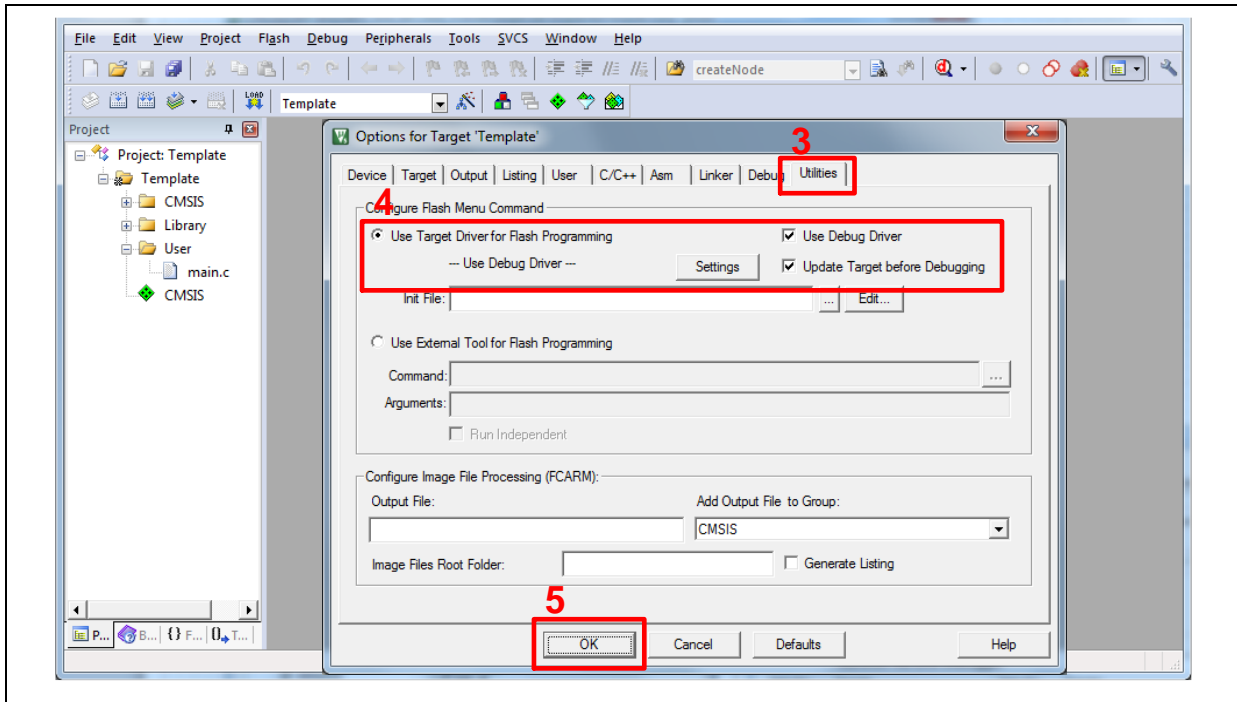 File Edit View Project Flash Debug Peripherals Tools SVCS Window Help
createNode
LOAD Template
Project
Project: Template
Template
CMSIS
Library
User
main.c
CMSIS
Options for Target 'Template'
3
Device Target Output Listing User C/C++ Asm Linker Debug Utilities
4
Configure Flash Menu Command
Use Target Driver for Flash Programming Use Debug Driver
--- Use Debug Driver --- Settings Update Target before Debugging
Init File: ... Edit...
Use External Tool for Flash Programming
Command: ...
Arguments:
Run Independent
Configure Image File Processing (FCARM):
Output File: Add Output File to Group:
CMSIS
Image Files Root Folder: Generate Listing
5
P... B... {} F... 0 T...
OK Cancel Defaults Help